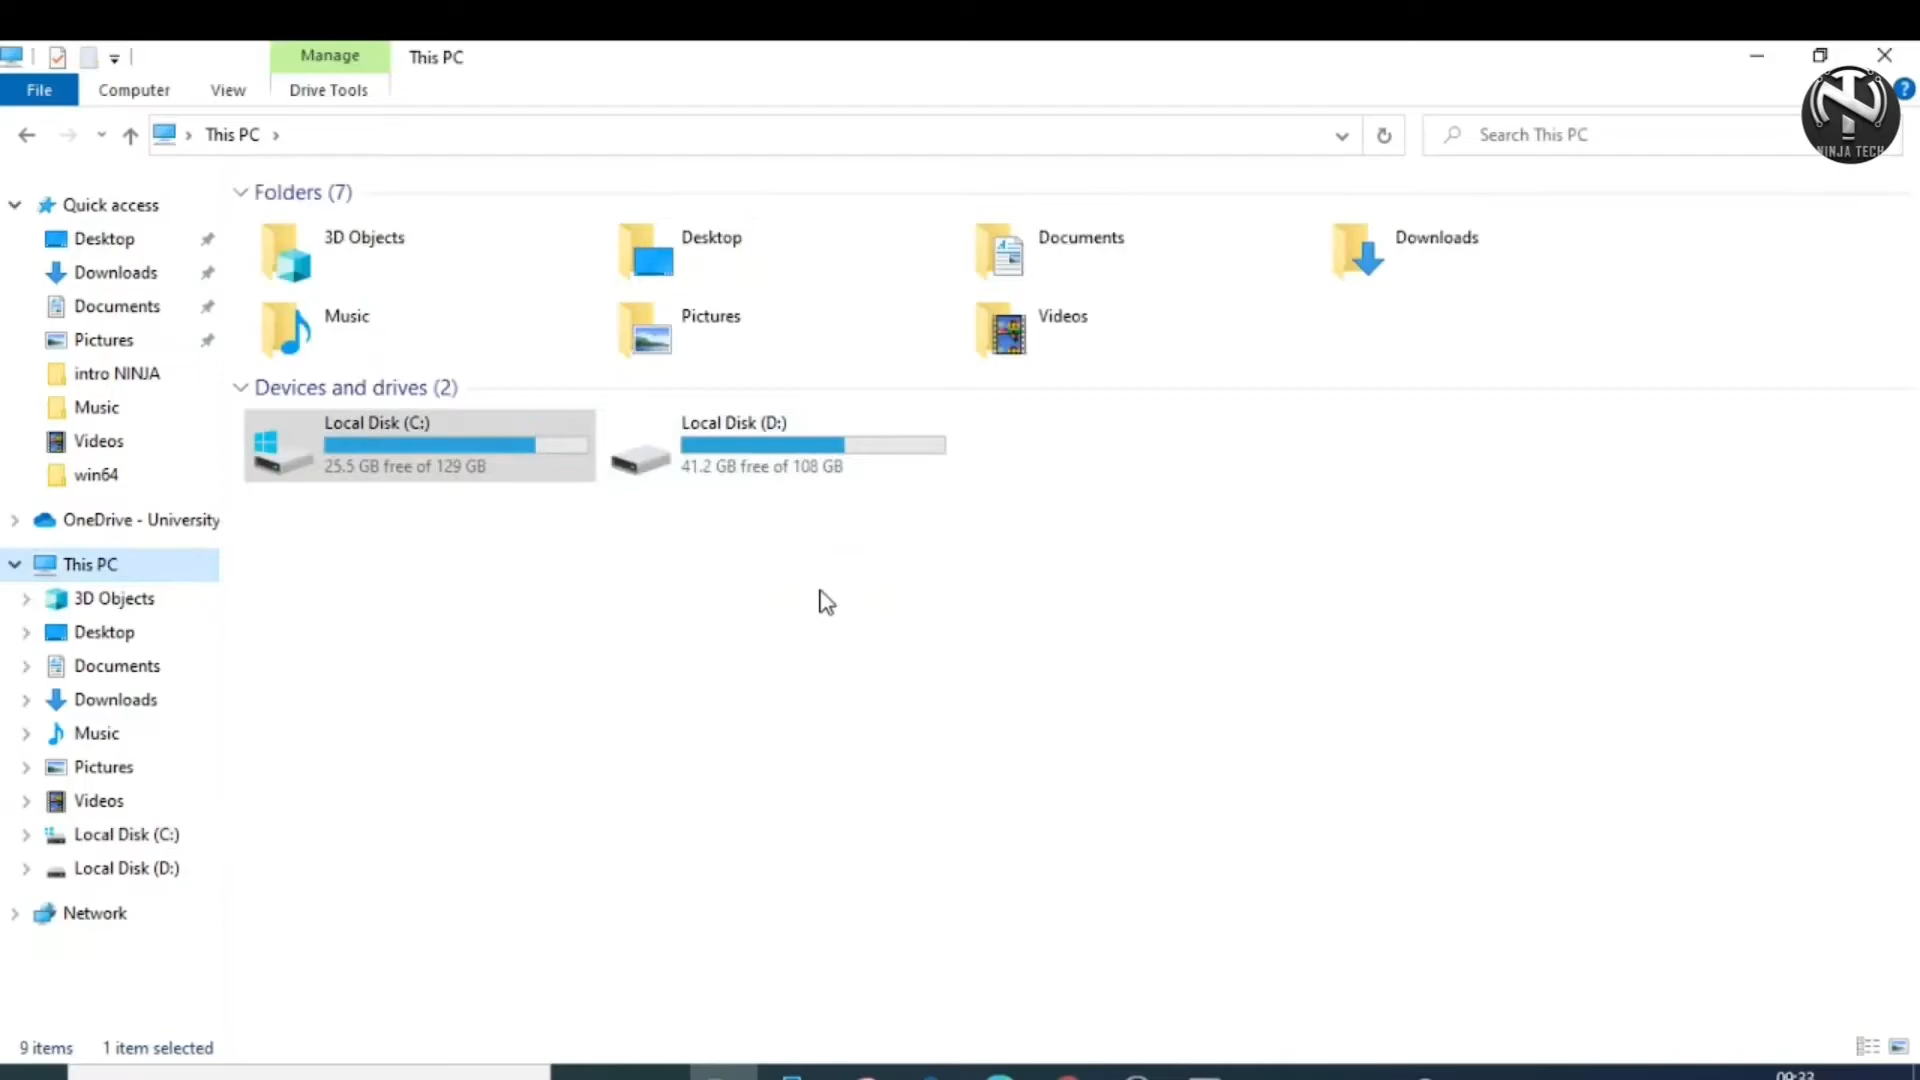 Manage
This PC
File
Computer
View
Drive Tools
This PC
Search This PC
NINJA TECH
Quick access
Desktop
Downloads
Documents
Pictures
intro NINJA
Music
Videos
win64
OneDrive - University
This PC
3D Objects
Desktop
Documents
Downloads
Music
Pictures
Videos
Local Disk (C:)
Local Disk (D:)
Network
Folders (7)
3D Objects
Desktop
Documents
Downloads
Music
Pictures
Videos
Devices and drives (2)
Local Disk (C:)
25.5 GB free of 129 GB
Local Disk (D:)
41.2 GB free of 108 GB
9 items
1 item selected
09:33